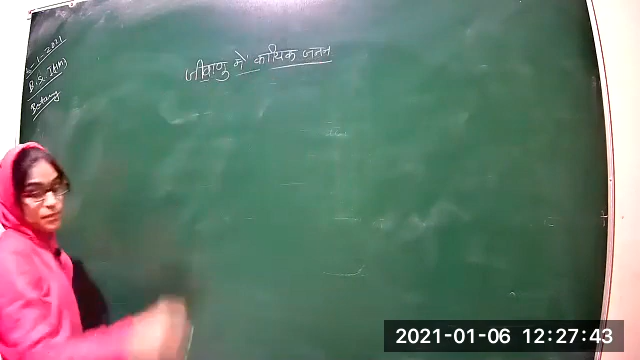 B.Sc. I (H)
Botany
जीवाणु में कायिक जनन
2021-01-06 12:27:43